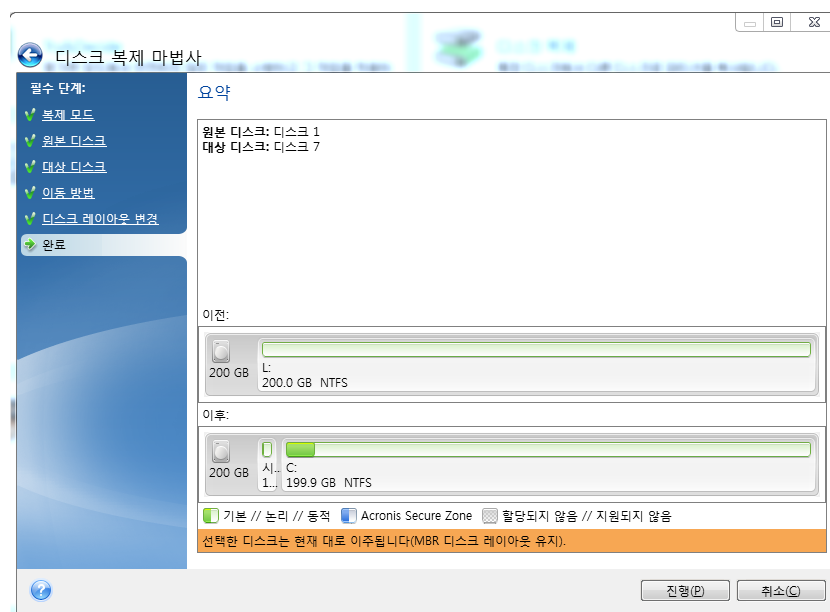 디스크 복제 마법사
필수 단계:
복제 모드
원본 디스크
대상 디스크
이동 방법
디스크 레이아웃 변경
완료
요약
원본 디스크: 디스크 1
대상 디스크: 디스크 7
이전:
200 GB
L:
200.0 GB NTFS
이후:
200 GB
시..
1...
C:
199.9 GB NTFS
기본 // 논리 // 동적 Acronis Secure Zone 할당되지 않음 // 지원되지 않음
선택한 디스크는 현재 대로 이주됩니다(MBR 디스크 레이아웃 유지).
진행(P) 취소(C)